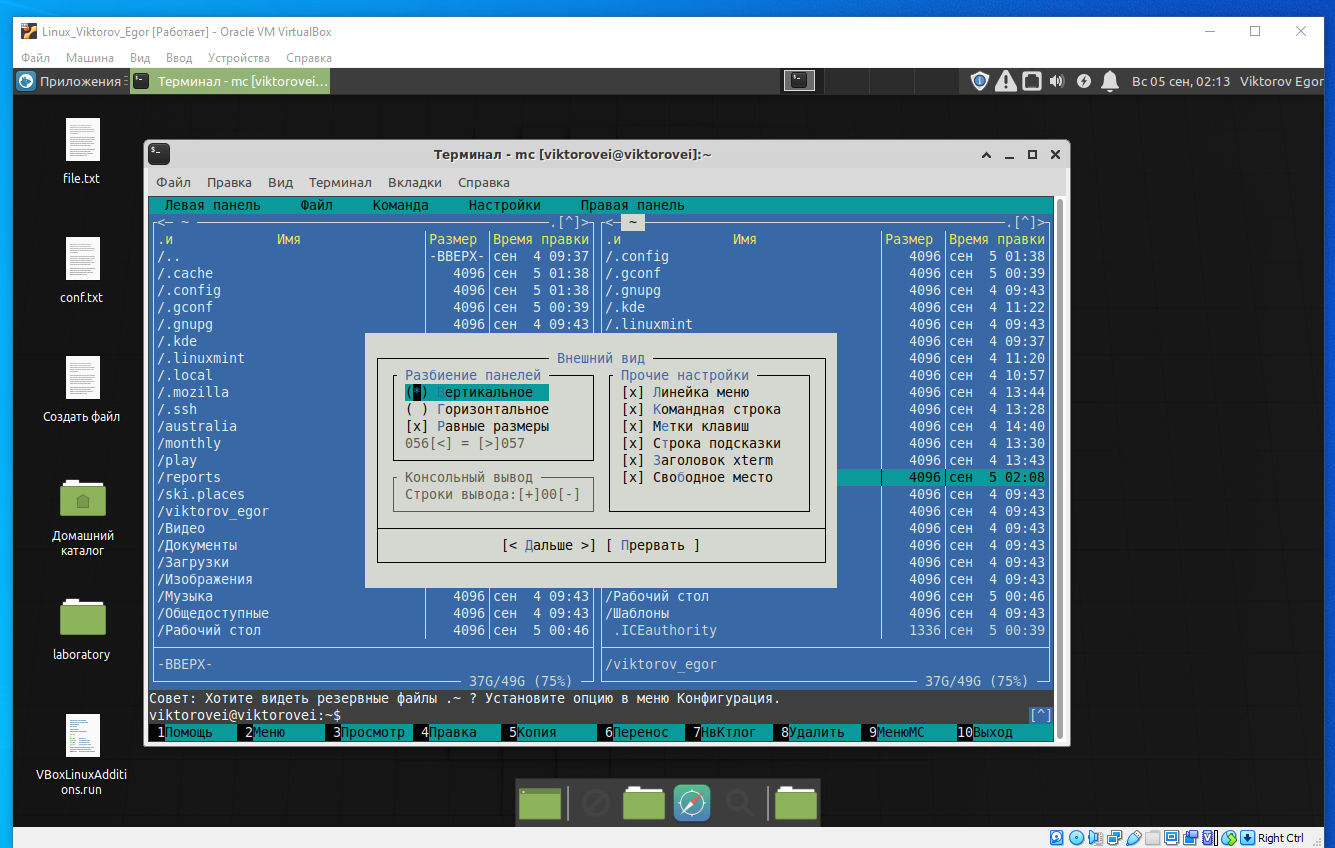 Linux_Viktorov_Egor [Работает] - Oracle VM VirtualBox
Файл Машина Вид Ввод Устройства Справка
Приложения Терминал - mc [viktorovei... Вс 05 сен, 02:13 Viktorov Egor
file.txt
conf.txt
Создать файл
Домашний
каталог
laboratory
VBoxLinuxAdditi
ons.run
Терминал - mc [viktorovei@viktorovei]:~
Файл Правка Вид Терминал Вкладки Справка
Левая панель Файл Команда Настройки Правая панель
<─ ~ .[^]> <─ ~ .[^]>
.и Имя Размер Время правки .и Имя Размер Время правки
/.. -ВВЕРХ- сен 4 09:37 /.config 4096 сен 5 01:38
/.cache 4096 сен 5 01:38 /.gconf 4096 сен 5 00:39
/.config 4096 сен 5 01:38 /.gnupg 4096 сен 4 09:43
/.gconf 4096 сен 5 00:39 /.kde 4096 сен 4 11:22
/.gnupg 4096 сен 4 09:43 /.linuxmint 4096 сен 4 09:43
/.kde 4096 сен 4 09:37
/.linuxmint 4096 сен 4 11:20
/.local 4096 сен 4 10:57
/.mozilla 4096 сен 4 13:44
/.ssh 4096 сен 4 13:28
/australia 4096 сен 4 14:40
/monthly 4096 сен 4 13:30
/play 4096 сен 4 13:43
/reports 4096 сен 5 02:08
/ski.places 4096 сен 4 09:43
/viktorov_egor 4096 сен 4 09:43
/Видео 4096 сен 4 09:43
/Документы 4096 сен 4 09:43
/Загрузки 4096 сен 4 09:43
/Изображения 4096 сен 4 09:43
/Музыка 4096 сен 4 09:43 /Рабочий стол 4096 сен 5 00:46
/Общедоступные 4096 сен 4 09:43 /Шаблоны 4096 сен 4 09:43
/Рабочий стол 4096 сен 5 00:46 .ICEauthority 1336 сен 5 00:39
-ВВЕРХ- /viktorov_egor
37G/49G (75%) 37G/49G (75%)
Внешний вид
Разбиение панелей
(*) Вертикальное
( ) Горизонтальное
[x] Равные размеры
056[<] = [>]057
Консольный вывод
Строки вывода:[+]00[-]
Прочие настройки
[x] Линейка меню
[x] Командная строка
[x] Метки клавиш
[x] Строка подсказки
[x] Заголовок xterm
[x] Свободное место
[< Дальше >] [ Прервать ]
Совет: Хотите видеть резервные файлы .~ ? Установите опцию в меню Конфигурация.
viktorovei@viktorovei:~$ [^]
1Помощь 2Меню 3Просмотр 4Правка 5Копия 6Перенос 7НвКтлог 8Удалить 9МенюMC 10Выход
Right Ctrl